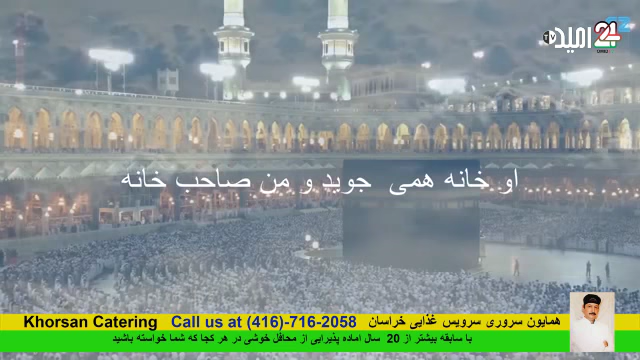 امید
TV
او خانه همی جوید و من صاحب خانه
Khorsan Catering Call us at (416)-716-2058 همایون سروری سرویس غذایی خراسان
با سابقه بیشتر از 20 سال اماده پذیرایی از محافل خوشی در هر کجا که شما خواسته باشید